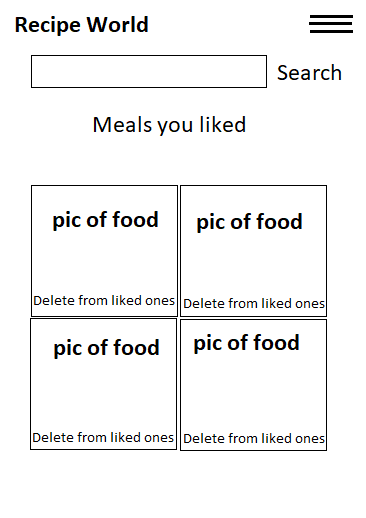 Recipe World
Search
Meals you liked
pic of food
pic of food
Delete from liked ones
Delete from liked ones
pic of food
pic of food
Delete from liked ones
Delete from liked ones